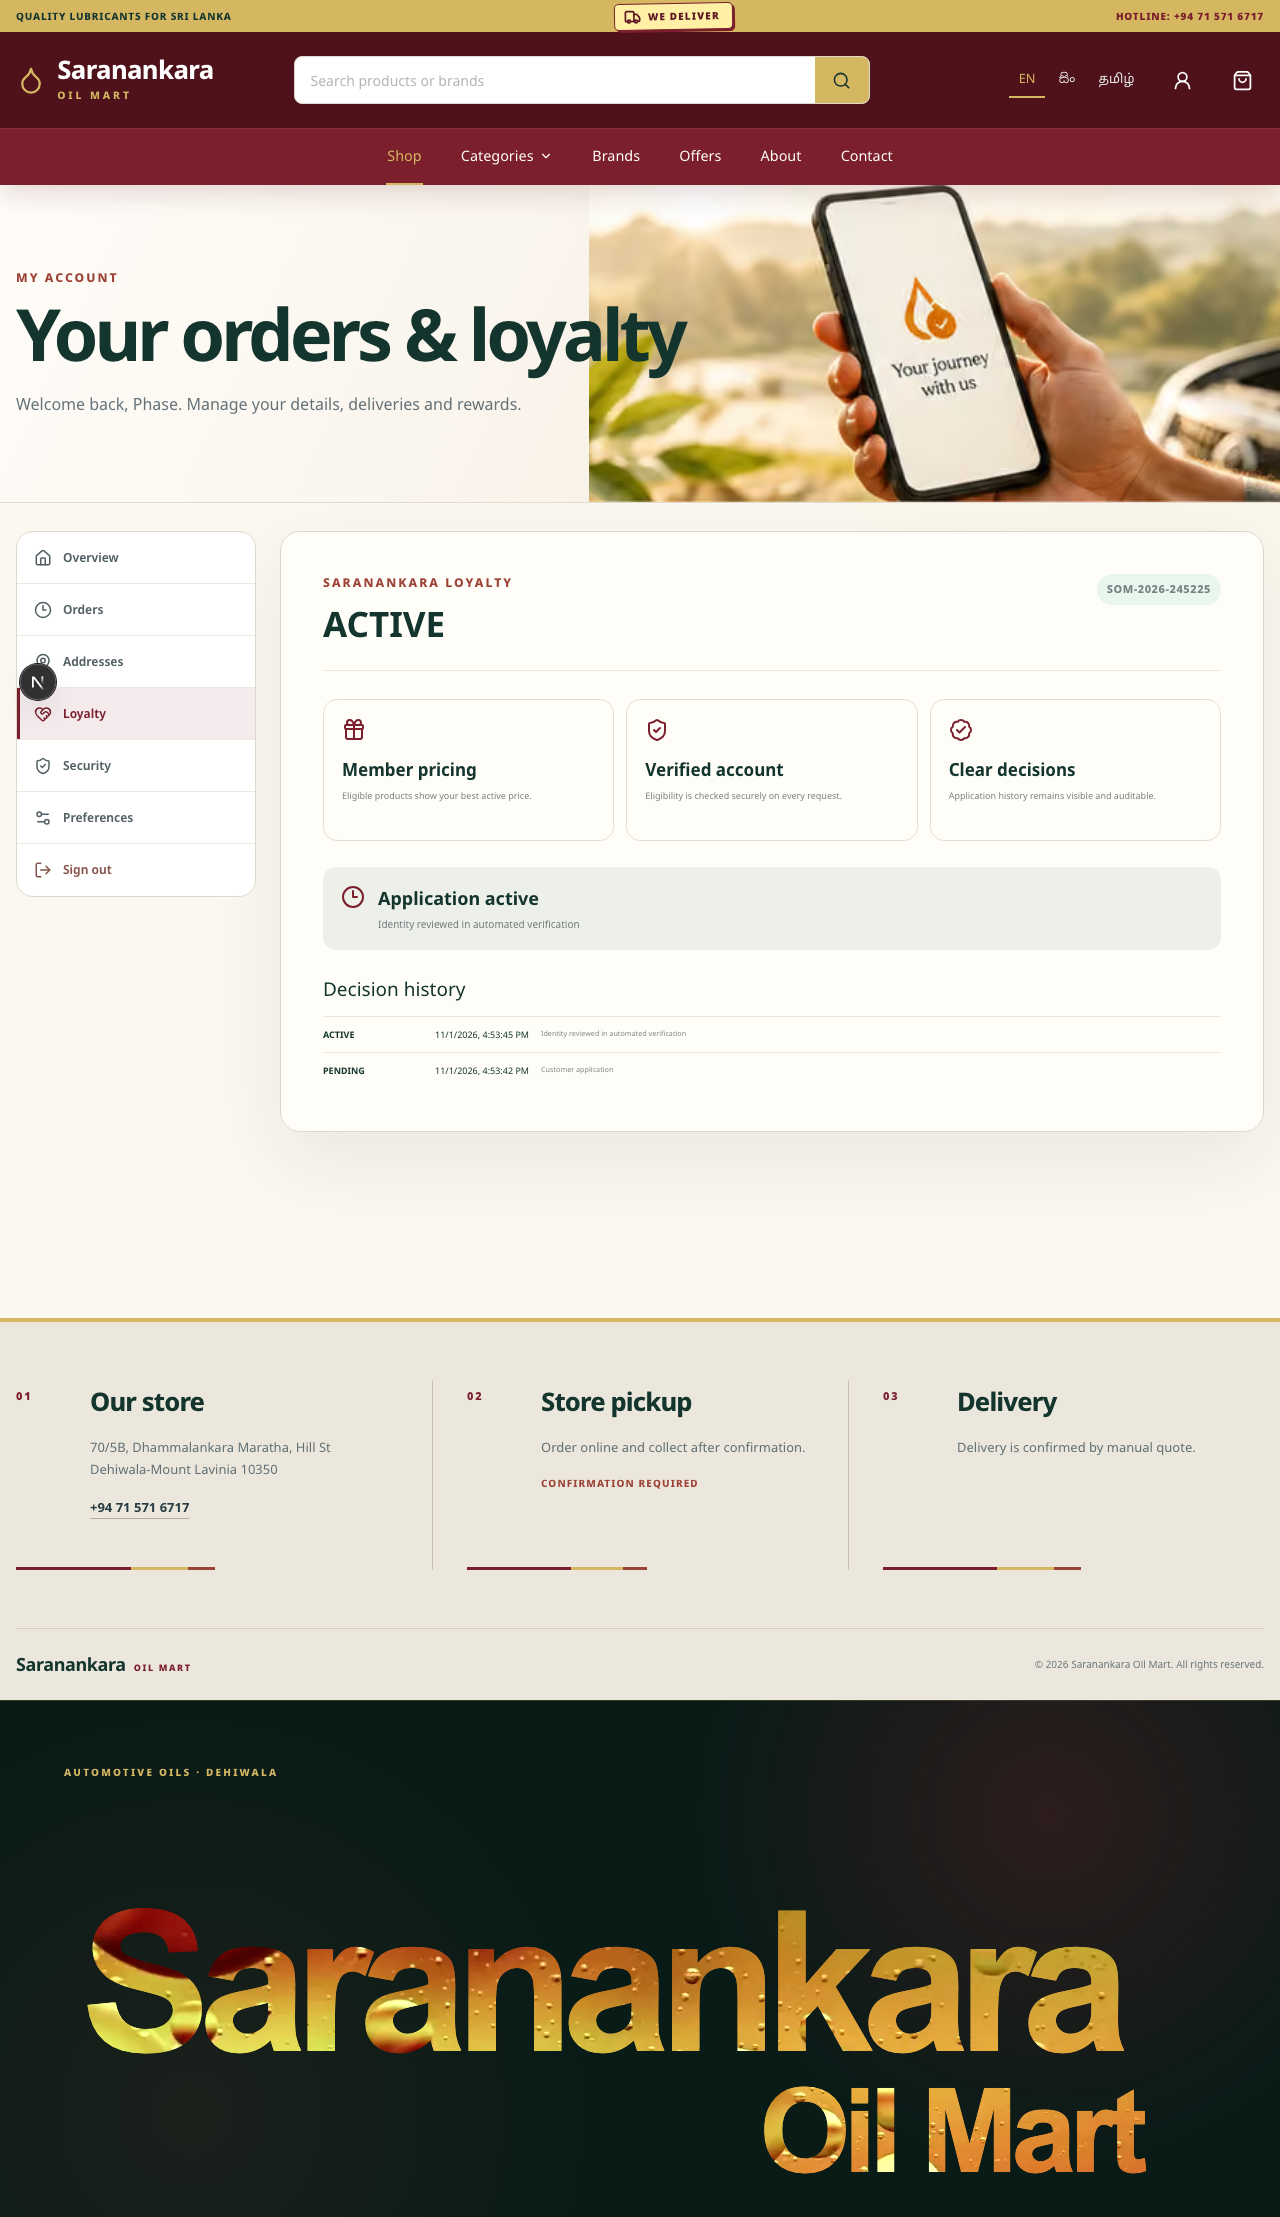 QUALITY LUBRICANTS FOR SRI LANKA
WE DELIVER
HOTLINE: +94 71 571 6717
Saranankara
OIL MART
Search products or brands
EN
සිං
தமிழ்
Shop
Categories
Brands
Offers
About
Contact
MY ACCOUNT
Your orders & loyalty
Welcome back, Phase. Manage your details, deliveries and rewards.
Your journey
with us
Overview
Orders
Addresses
N
Loyalty
Security
Preferences
Sign out
SARANANKARA LOYALTY
SOM-2026-245225
ACTIVE
Member pricing
Eligible products show your best active price.
Verified account
Eligibility is checked securely on every request.
Clear decisions
Application history remains visible and auditable.
Application active
Identity reviewed in automated verification
Decision history
ACTIVE 11/1/2026, 4:53:45 PM Identity reviewed in automated verification
PENDING 11/1/2026, 4:53:42 PM Customer application
01
Our store
70/5B, Dhammalankara Maratha, Hill St
Dehiwala-Mount Lavinia 10350
+94 71 571 6717
02
Store pickup
Order online and collect after confirmation.
CONFIRMATION REQUIRED
03
Delivery
Delivery is confirmed by manual quote.
Saranankara OIL MART
© 2026 Saranankara Oil Mart. All rights reserved.
AUTOMOTIVE OILS · DEHIWALA
Saranankara
Oil Mart